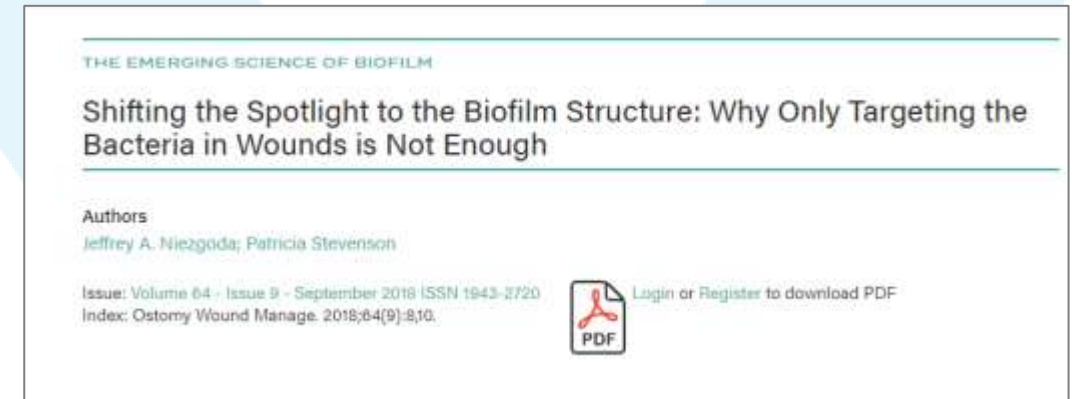 THE EMERGING SCIENCE OF BIOFILM
Shifting the Spotlight to the Biofilm Structure: Why Only Targeting the
Bacteria in Wounds is Not Enough
Authors
Jeffrey A. Niezgoda; Patricia Stevenson
Issue: Volume 64 - Issue 9 - September 2018 ISSN 1943-2720
Index: Ostomy Wound Manage. 2018;64(9):8,10.
Login or Register to download PDF
PDF